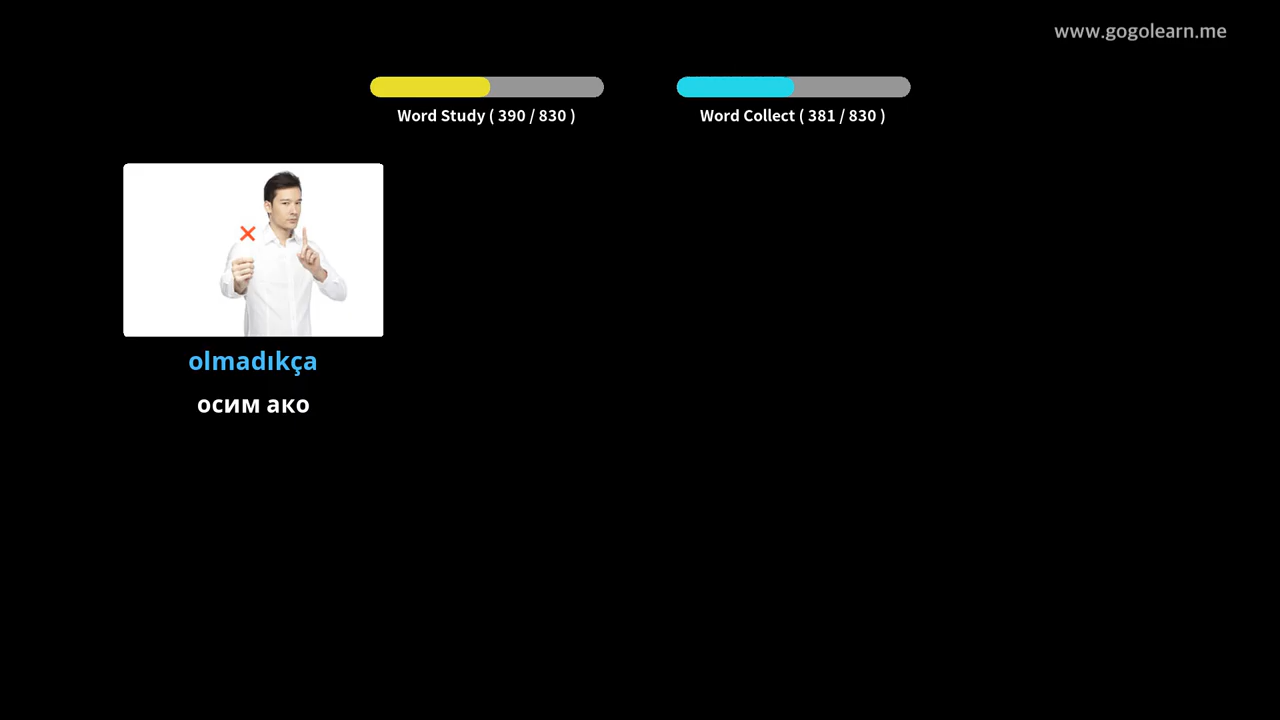 www.gogolearn.me
Word Study ( 390 / 830 )
Word Collect ( 381 / 830 )
olmadıkça
осим ако